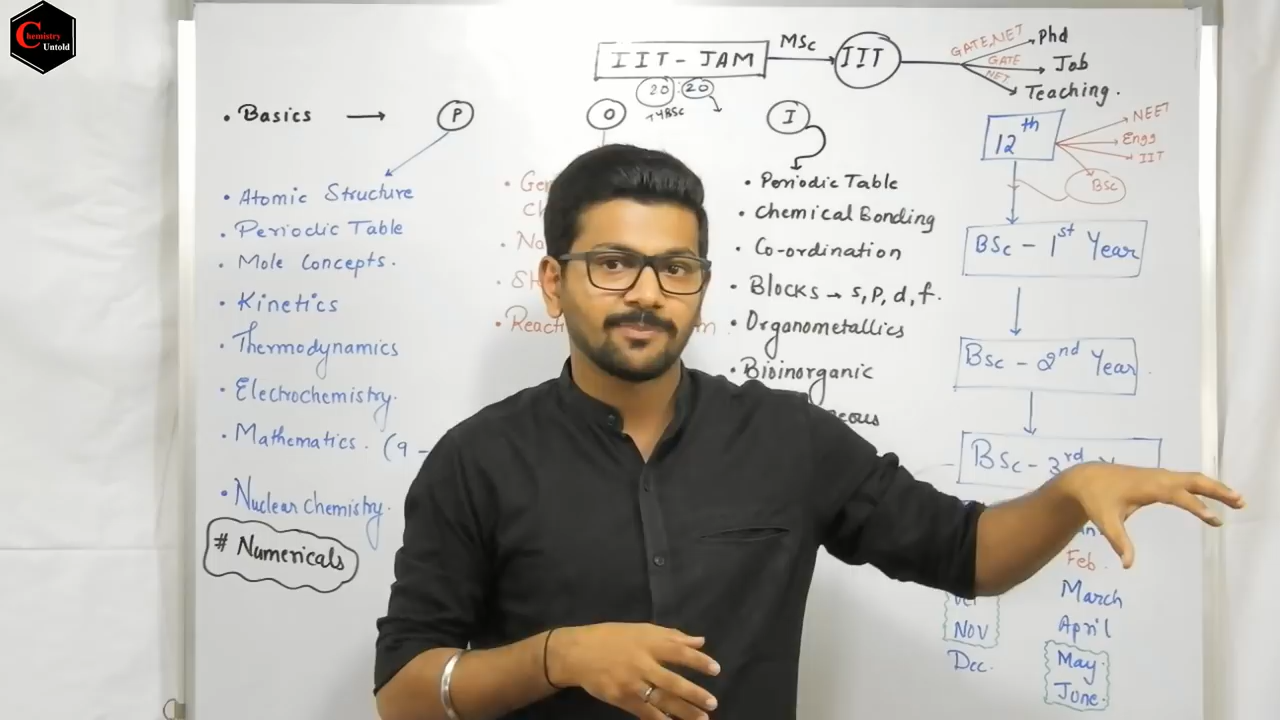 Chemistry
Untold
IIT-JAM
MSc
IIT
GATE, NET
Phd
GATE
Job
NET
Teaching.
20 : 20
• Basics
P
O
I
12th
NEET
Engg
IIT
BSc
• Atomic Structure
• Periodic Table
• Mole Concepts.
• Kinetics
• Thermodynamics
• Electrochemistry.
• Mathematics. (9 -
• Nuclear Chemistry.
# Numericals
• Periodic Table
• Chemical Bonding
• Co-ordination
• Blocks → s, p, d, f.
• Organometallics
• Bioinorganic
BSc - 1st Year
Bsc - 2nd Year
BSc - 3rd
Feb.
March
April
May.
June.
Nov
Dec.